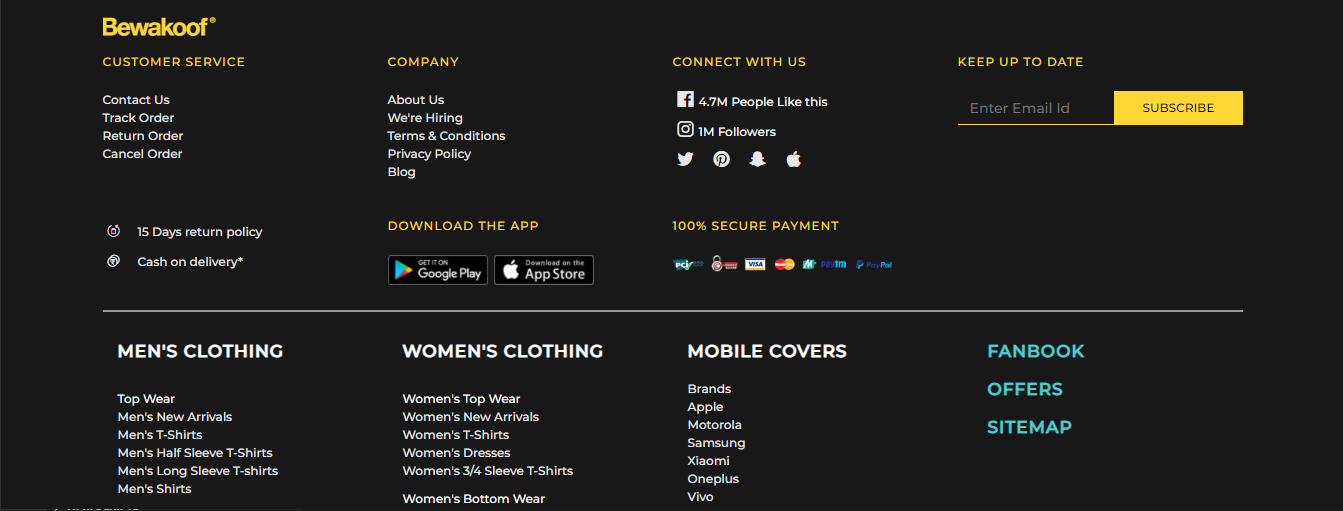 Bewakoof®
CUSTOMER SERVICE
Contact Us
Track Order
Return Order
Cancel Order
COMPANY
About Us
We're Hiring
Terms & Conditions
Privacy Policy
Blog
CONNECT WITH US
4.7M People Like this
1M Followers
KEEP UP TO DATE
Enter Email Id
SUBSCRIBE
15 Days return policy
Cash on delivery*
DOWNLOAD THE APP
GET IT ON
Google Play
Download on the
App Store
100% SECURE PAYMENT
PCI
VISA
paytm
PayPal
MEN'S CLOTHING
Top Wear
Men's New Arrivals
Men's T-Shirts
Men's Half Sleeve T-Shirts
Men's Long Sleeve T-shirts
Men's Shirts
WOMEN'S CLOTHING
Women's Top Wear
Women's New Arrivals
Women's T-Shirts
Women's Dresses
Women's 3/4 Sleeve T-Shirts
Women's Bottom Wear
MOBILE COVERS
Brands
Apple
Motorola
Samsung
Xiaomi
Oneplus
Vivo
FANBOOK
OFFERS
SITEMAP